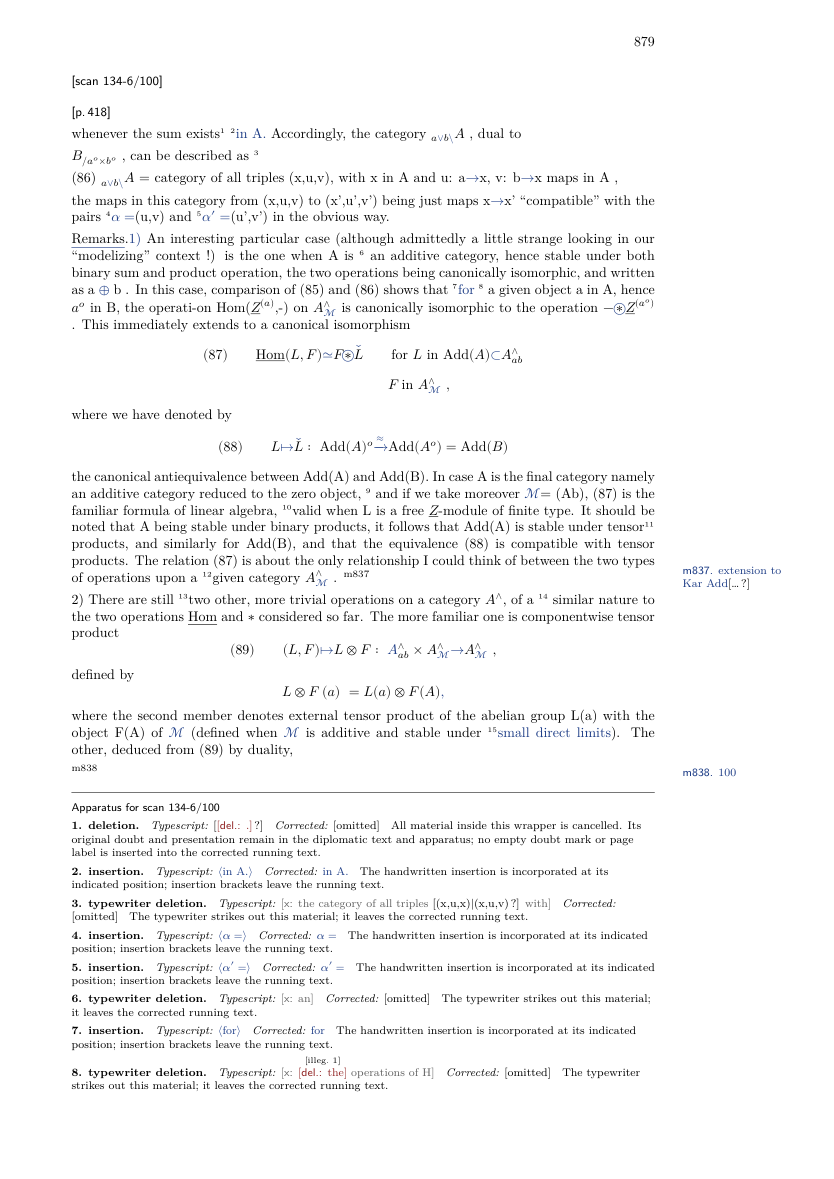 879
[scan 134-6/100]
[p. 418]
whenever the sum exists¹ ²in A. Accordingly, the category a∨b\A , dual to
B/aᵒ×bᵒ , can be described as ³
(86) a∨b\A = category of all triples (x,u,v), with x in A and u: a→x, v: b→x maps in A ,
the maps in this category from (x,u,v) to (x',u',v') being just maps x→x' “compatible” with the
pairs ⁴α =(u,v) and ⁵α′ =(u',v') in the obvious way.
Remarks.1) An interesting particular case (although admittedly a little strange looking in our
“modelizing” context !) is the one when A is ⁶ an additive category, hence stable under both
binary sum and product operation, the two operations being canonically isomorphic, and written
as a ⊕ b . In this case, comparison of (85) and (86) shows that ⁷for ⁸ a given object a in A, hence
aᵒ in B, the operati-on Hom(Z⁽ᵃ⁾,-) on A^∧_ℳ is canonically isomorphic to the operation −⊛Z^(aᵒ)
. This immediately extends to a canonical isomorphism
(87) Hom(L, F)≃F⊛Ľ for L in Add(A)⊂A^∧_ab
F in A^∧_ℳ ,
where we have denoted by
(88) L↦Ľ : Add(A)ᵒ→≈Add(Aᵒ) = Add(B)
the canonical antiequivalence between Add(A) and Add(B). In case A is the final category namely
an additive category reduced to the zero object, ⁹ and if we take moreover ℳ= (Ab), (87) is the
familiar formula of linear algebra, ¹⁰valid when L is a free Z-module of finite type. It should be
noted that A being stable under binary products, it follows that Add(A) is stable under tensor¹¹
products, and similarly for Add(B), and that the equivalence (88) is compatible with tensor
products. The relation (87) is about the only relationship I could think of between the two types
of operations upon a ¹²given category A^∧_ℳ . m837
m837. extension to
Kar Add[… ?]
2) There are still ¹³two other, more trivial operations on a category A^∧, of a ¹⁴ similar nature to
the two operations Hom and ∗ considered so far. The more familiar one is componentwise tensor
product
(89) (L, F)↦L ⊗ F : A^∧_ab × A^∧_ℳ→A^∧_ℳ ,
defined by
L ⊗ F (a) = L(a) ⊗ F(A),
where the second member denotes external tensor product of the abelian group L(a) with the
object F(A) of ℳ (defined when ℳ is additive and stable under ¹⁵small direct limits). The
other, deduced from (89) by duality,
m838
m838. 100
Apparatus for scan 134-6/100
1. deletion. Typescript: [[del.: .] ?] Corrected: [omitted] All material inside this wrapper is cancelled. Its
original doubt and presentation remain in the diplomatic text and apparatus; no empty doubt mark or page
label is inserted into the corrected running text.
2. insertion. Typescript: ⟨in A.⟩ Corrected: in A. The handwritten insertion is incorporated at its
indicated position; insertion brackets leave the running text.
3. typewriter deletion. Typescript: [x: the category of all triples [(x,u,x)|(x,u,v) ?] with] Corrected:
[omitted] The typewriter strikes out this material; it leaves the corrected running text.
4. insertion. Typescript: ⟨α =⟩ Corrected: α = The handwritten insertion is incorporated at its indicated
position; insertion brackets leave the running text.
5. insertion. Typescript: ⟨α′ =⟩ Corrected: α′ = The handwritten insertion is incorporated at its indicated
position; insertion brackets leave the running text.
6. typewriter deletion. Typescript: [x: an] Corrected: [omitted] The typewriter strikes out this material;
it leaves the corrected running text.
7. insertion. Typescript: ⟨for⟩ Corrected: for The handwritten insertion is incorporated at its indicated
position; insertion brackets leave the running text.
[illeg. 1]
8. typewriter deletion. Typescript: [x: [del.: the] operations of H] Corrected: [omitted] The typewriter
strikes out this material; it leaves the corrected running text.